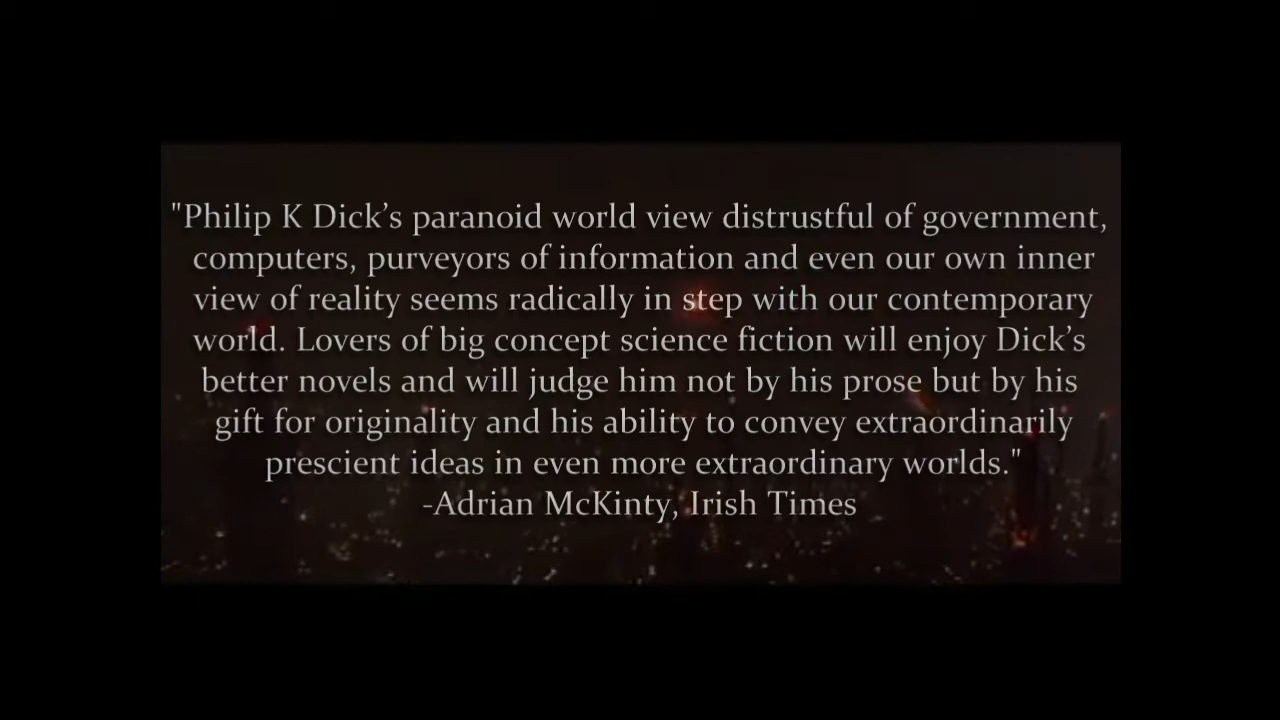 "Philip K Dick’s paranoid world view distrustful of government,
computers, purveyors of information and even our own inner
view of reality seems radically in step with our contemporary
world. Lovers of big concept science fiction will enjoy Dick’s
better novels and will judge him not by his prose but by his
gift for originality and his ability to convey extraordinarily
prescient ideas in even more extraordinary worlds."
-Adrian McKinty, Irish Times